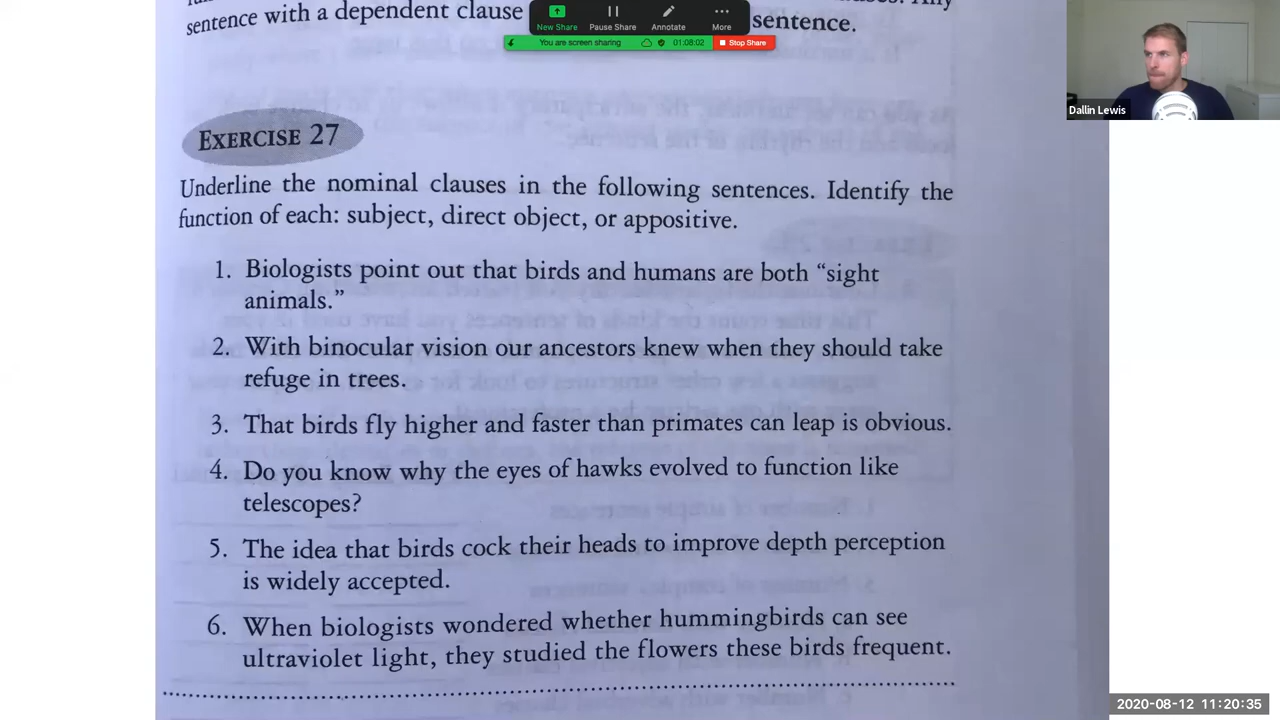 sentence with a dependent clause
sentence.
New Share
Pause Share
Annotate
More
You are screen sharing
01:08:02
Stop Share
Dallin Lewis
EXERCISE 27
Underline the nominal clauses in the following sentences. Identify the
function of each: subject, direct object, or appositive.
1. Biologists point out that birds and humans are both “sight
animals.”
2. With binocular vision our ancestors knew when they should take
refuge in trees.
3. That birds fly higher and faster than primates can leap is obvious.
4. Do you know why the eyes of hawks evolved to function like
telescopes?
5. The idea that birds cock their heads to improve depth perception
is widely accepted.
6. When biologists wondered whether hummingbirds can see
ultraviolet light, they studied the flowers these birds frequent.
2020-08-12 11:20:35